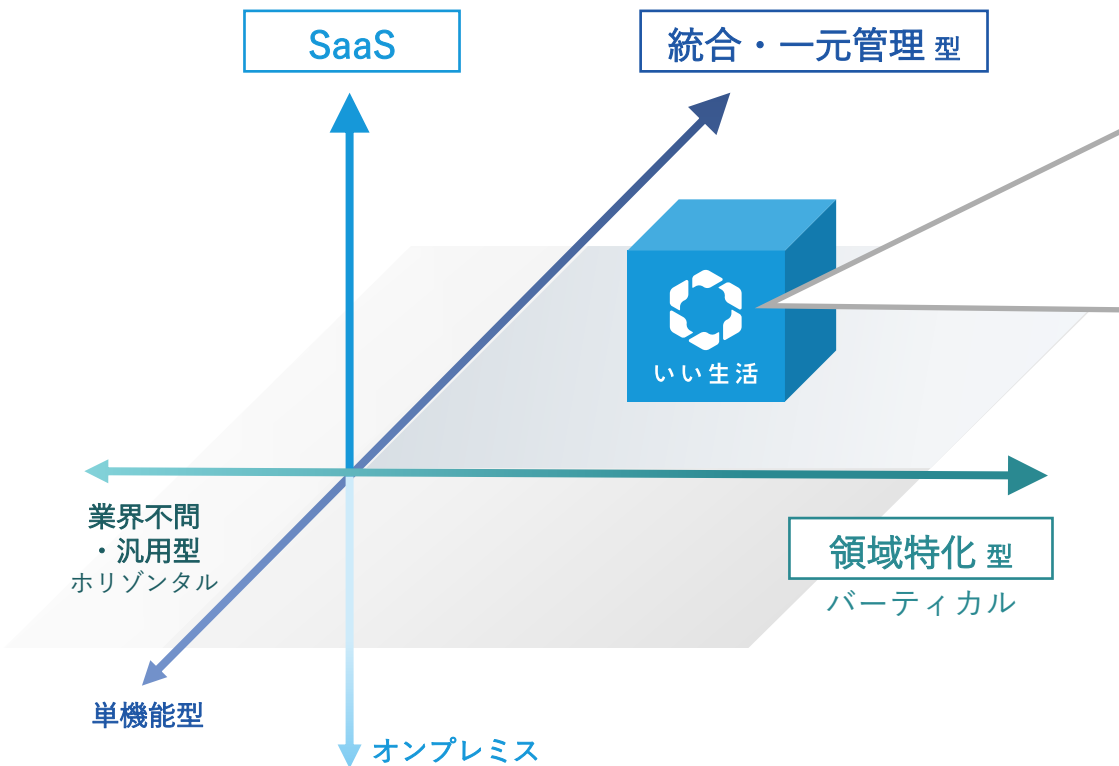 SaaS
統合・一元管理 型
いい生活
業界不問
・汎用型
ホリゾンタル
領域特化 型
バーティカル
単機能型
オンプレミス